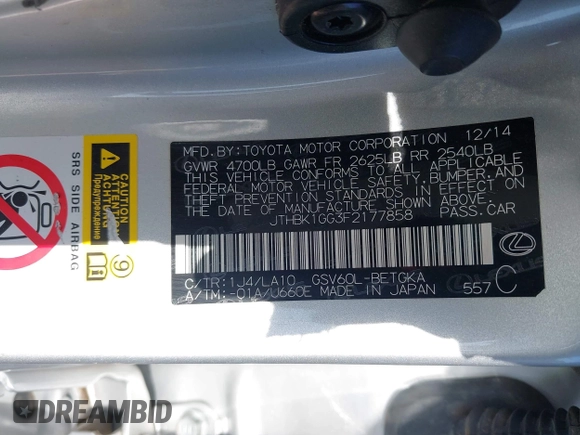 MFD.BY:TOYOTA MOTOR CORPORATION 12/14
GVWR 4700LB GAWR FR 2625LB RR 2540LB
THIS VEHICLE CONFORMS TO ALL APPLICABLE
FEDERAL MOTOR VEHICLE SAFETY,BUMPER,AND
THEFT PREVENTION STANDARDS IN EFFECT ON
THE DATE OF MANUFACTURE SHOWN ABOVE.
JTHBK1GG3F2177858 PASS.CAR
C/TR:1J4/LA10 GSV60L-BETGKA
A/TM:-01A/U660E MADE IN JAPAN 557 C
SRS SIDE AIRBAG
CAUTION
ATTENTION
ACHTUNG
Предупреждение
DREAMBID